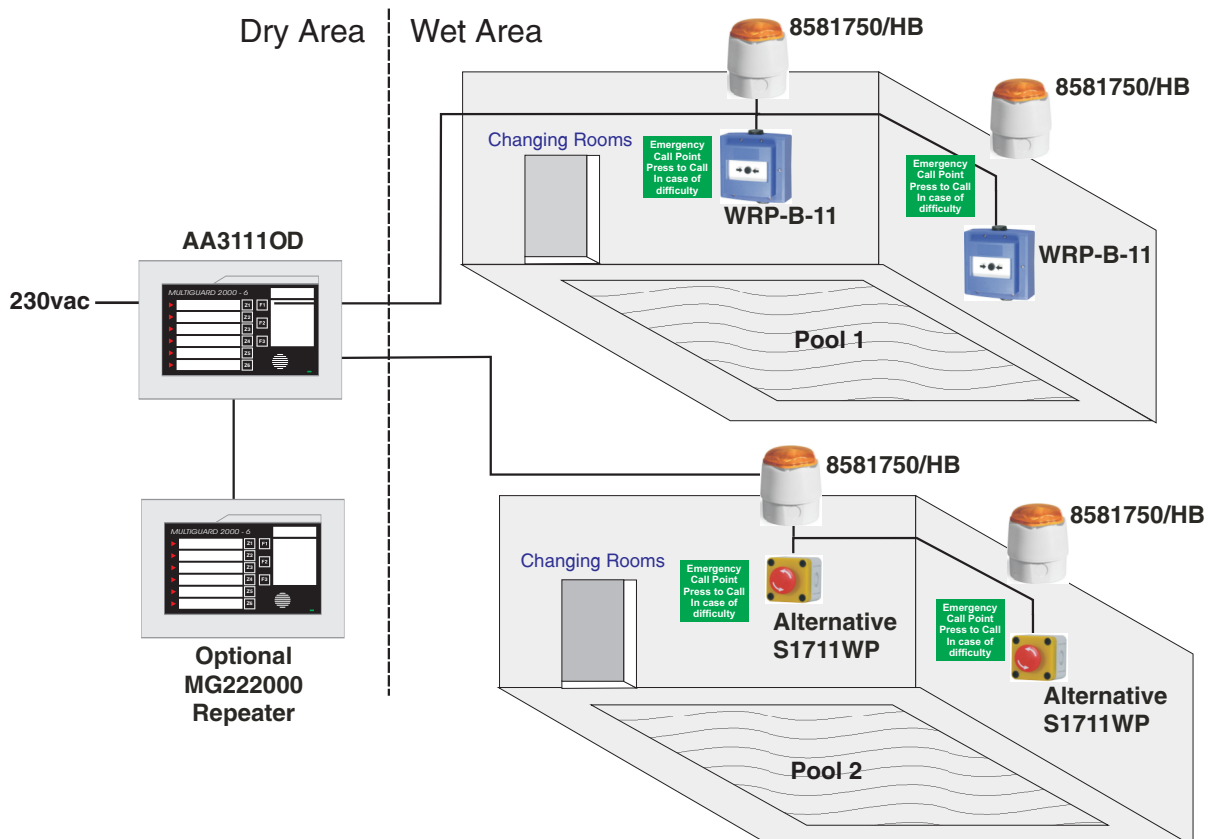 Dry Area
Wet Area
8581750/HB
8581750/HB
Changing Rooms
Emergency
Call Point
Press to Call
In case of
difficulty
Emergency
Call Point
Press to Call
In case of
difficulty
WRP-B-11
WRP-B-11
AA3111OD
230vac
MULTIGUARD 2000 - 6
Z1 F1
Z2
F2
Z3
Z4 F3
Z5
Z6
Pool 1
8581750/HB
8581750/HB
Changing Rooms
Emergency
Call Point
Press to Call
In case of
difficulty
Emergency
Call Point
Press to Call
In case of
difficulty
Alternative
S1711WP
Alternative
S1711WP
MULTIGUARD 2000 - 6
Z1 F1
Z2
F2
Z3
Z4 F3
Z5
Z6
Optional
MG222000
Repeater
Pool 2